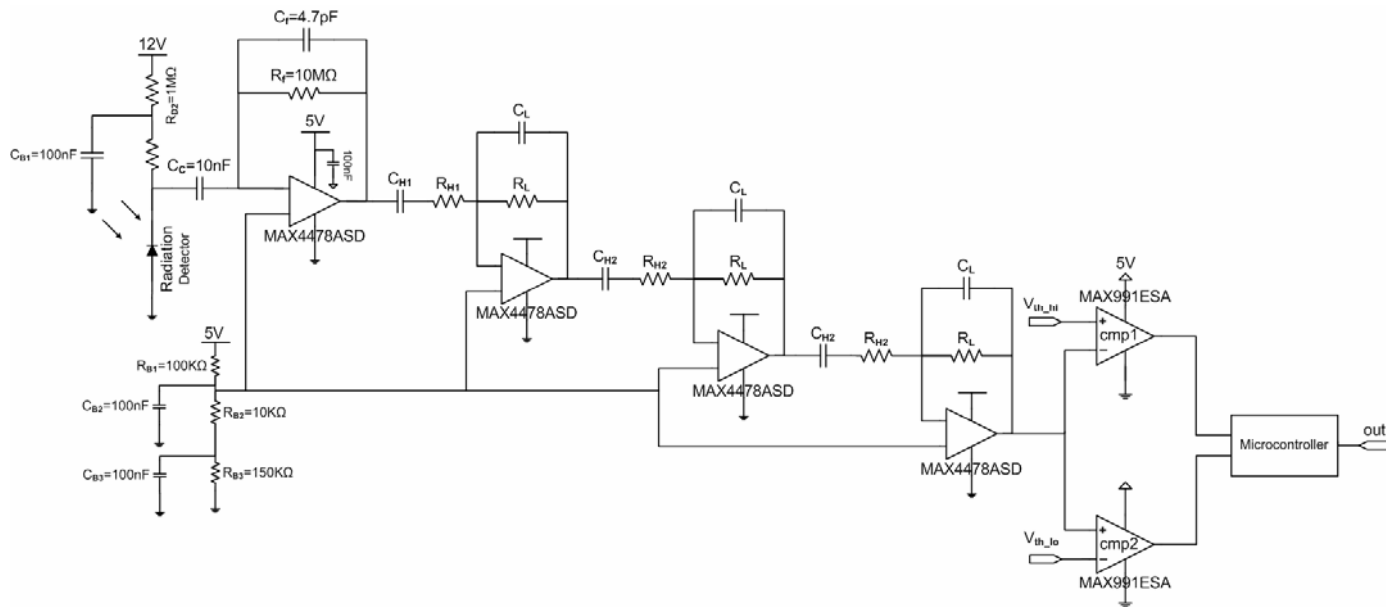 C_f=4.7pF
12V
R_f=10MΩ
R_B2=1MΩ
5V
C_L
C_B1=100nF
100nF
C_C=10nF
C_H1
R_H1
R_L
C_L
MAX4478ASD
Radiation
Detector
C_H2
R_H2
R_L
C_L
5V
MAX4478ASD
MAX991ESA
V_th_hi
+
cmp1
−
5V
R_B1=100KΩ
C_H2
R_H2
R_L
MAX4478ASD
C_B2=100nF
R_B2=10KΩ
out
Microcontroller
C_B3=100nF
R_B3=150KΩ
MAX4478ASD
V_th_lo
+
cmp2
−
MAX991ESA